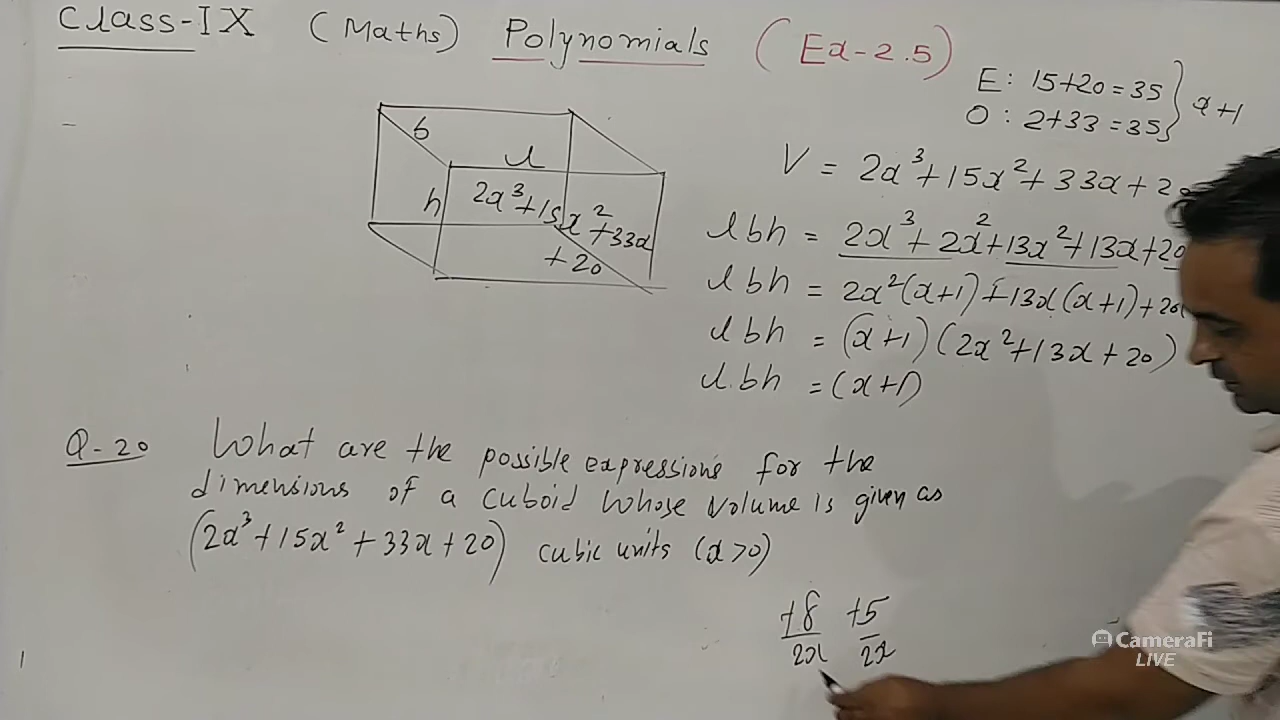 Class-IX (Maths) Polynomials (Ex-2.5)
E: 15+20=35
O: 2+33=35 } x+1
b
l
h
2x³+15x²+33x
+20
V = 2x³+15x²+33x+20
lbh = 2x³+2x²+13x²+13x+20
lbh = 2x²(x+1)+13x(x+1)+20
lbh = (x+1)(2x²+13x+20)
l.bh = (x+1)
Q-20 What are the possible expressions for the
dimensions of a cuboid whose volume is given as
(2x³+15x²+33x+20) cubic units (x>0)
+8 +5
2x 2x
CameraFi
LIVE